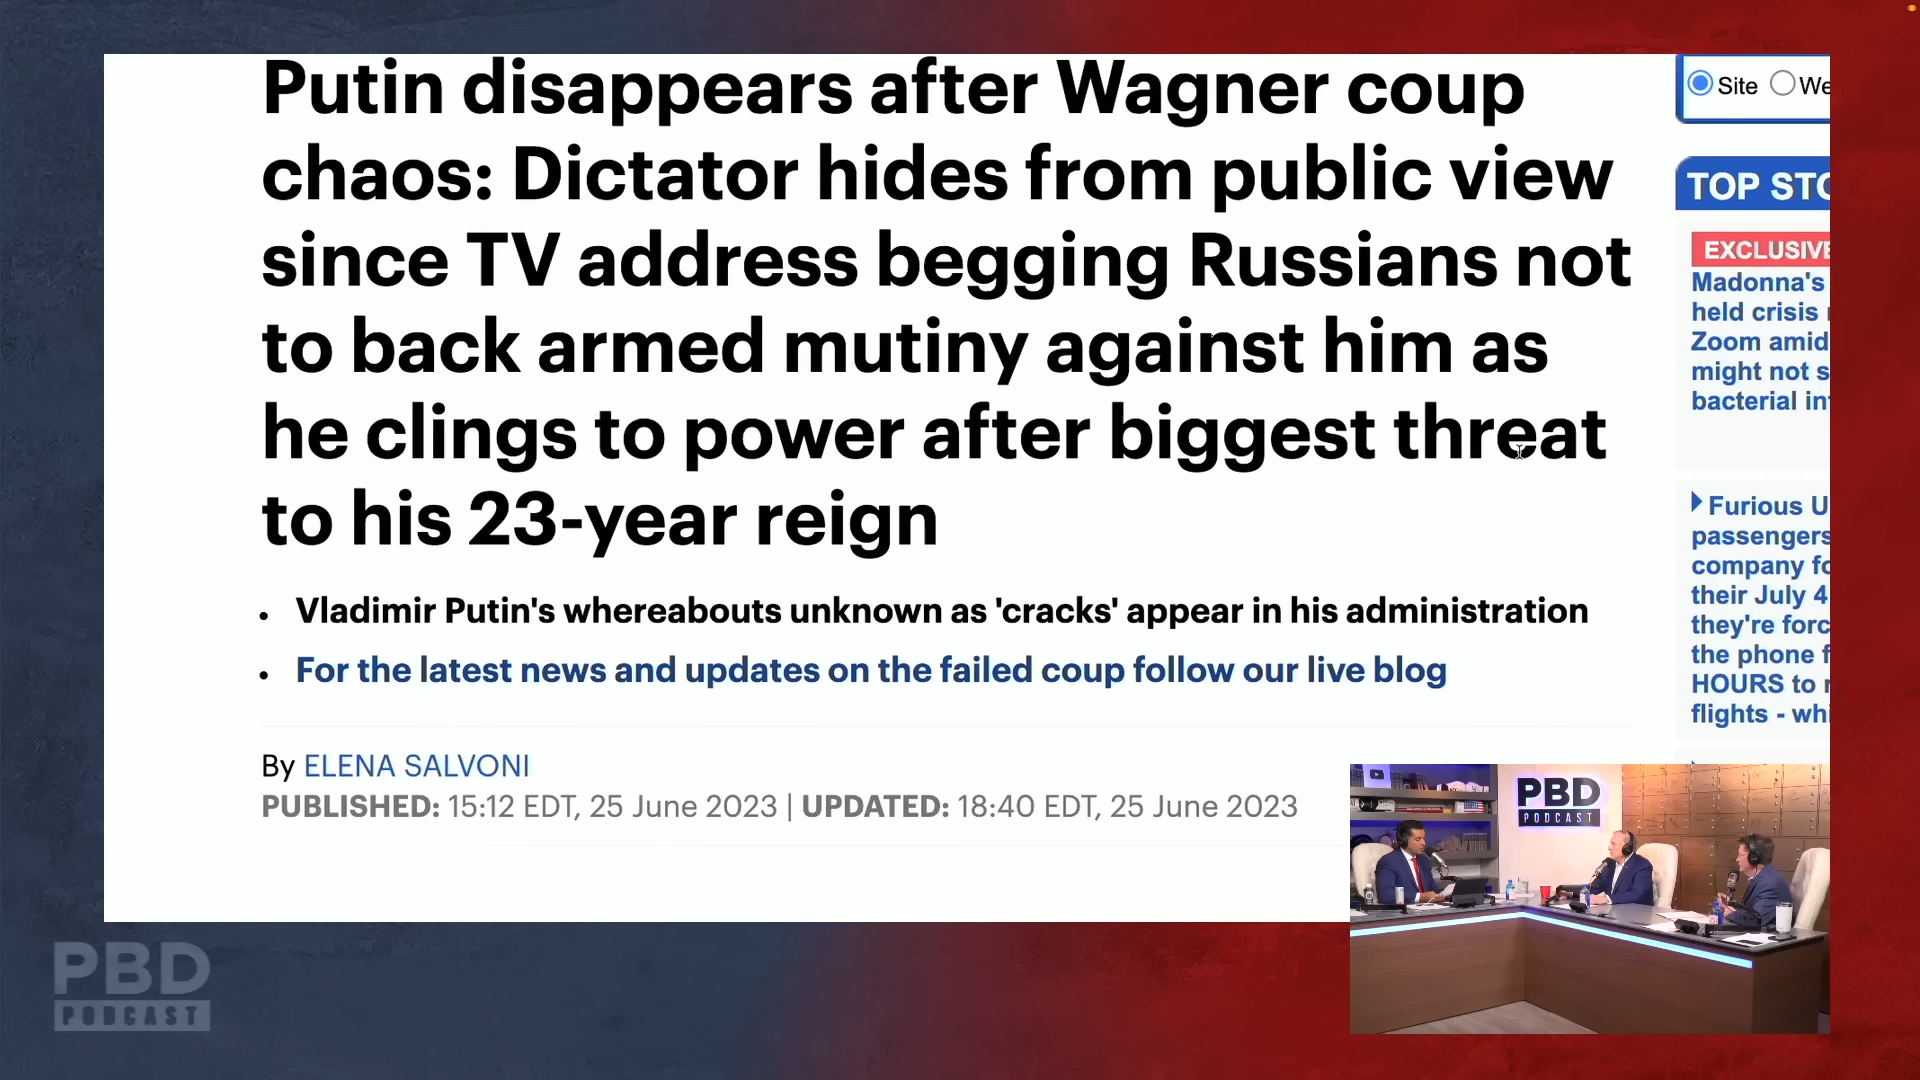 Putin disappears after Wagner coup
chaos: Dictator hides from public view
since TV address begging Russians not
to back armed mutiny against him as
he clings to power after biggest threat
to his 23-year reign
• Vladimir Putin's whereabouts unknown as 'cracks' appear in his administration
• For the latest news and updates on the failed coup follow our live blog
By ELENA SALVONI
PUBLISHED: 15:12 EDT, 25 June 2023 | UPDATED: 18:40 EDT, 25 June 2023
Site
TOP
EXCLUSIVE
Madonna's
held crisis
Zoom amid
might not
bacterial
Furious
passengers
company
their July 4
they're
the phone
HOURS to
flights -
PBD
PODCAST
PBD
PODCAST